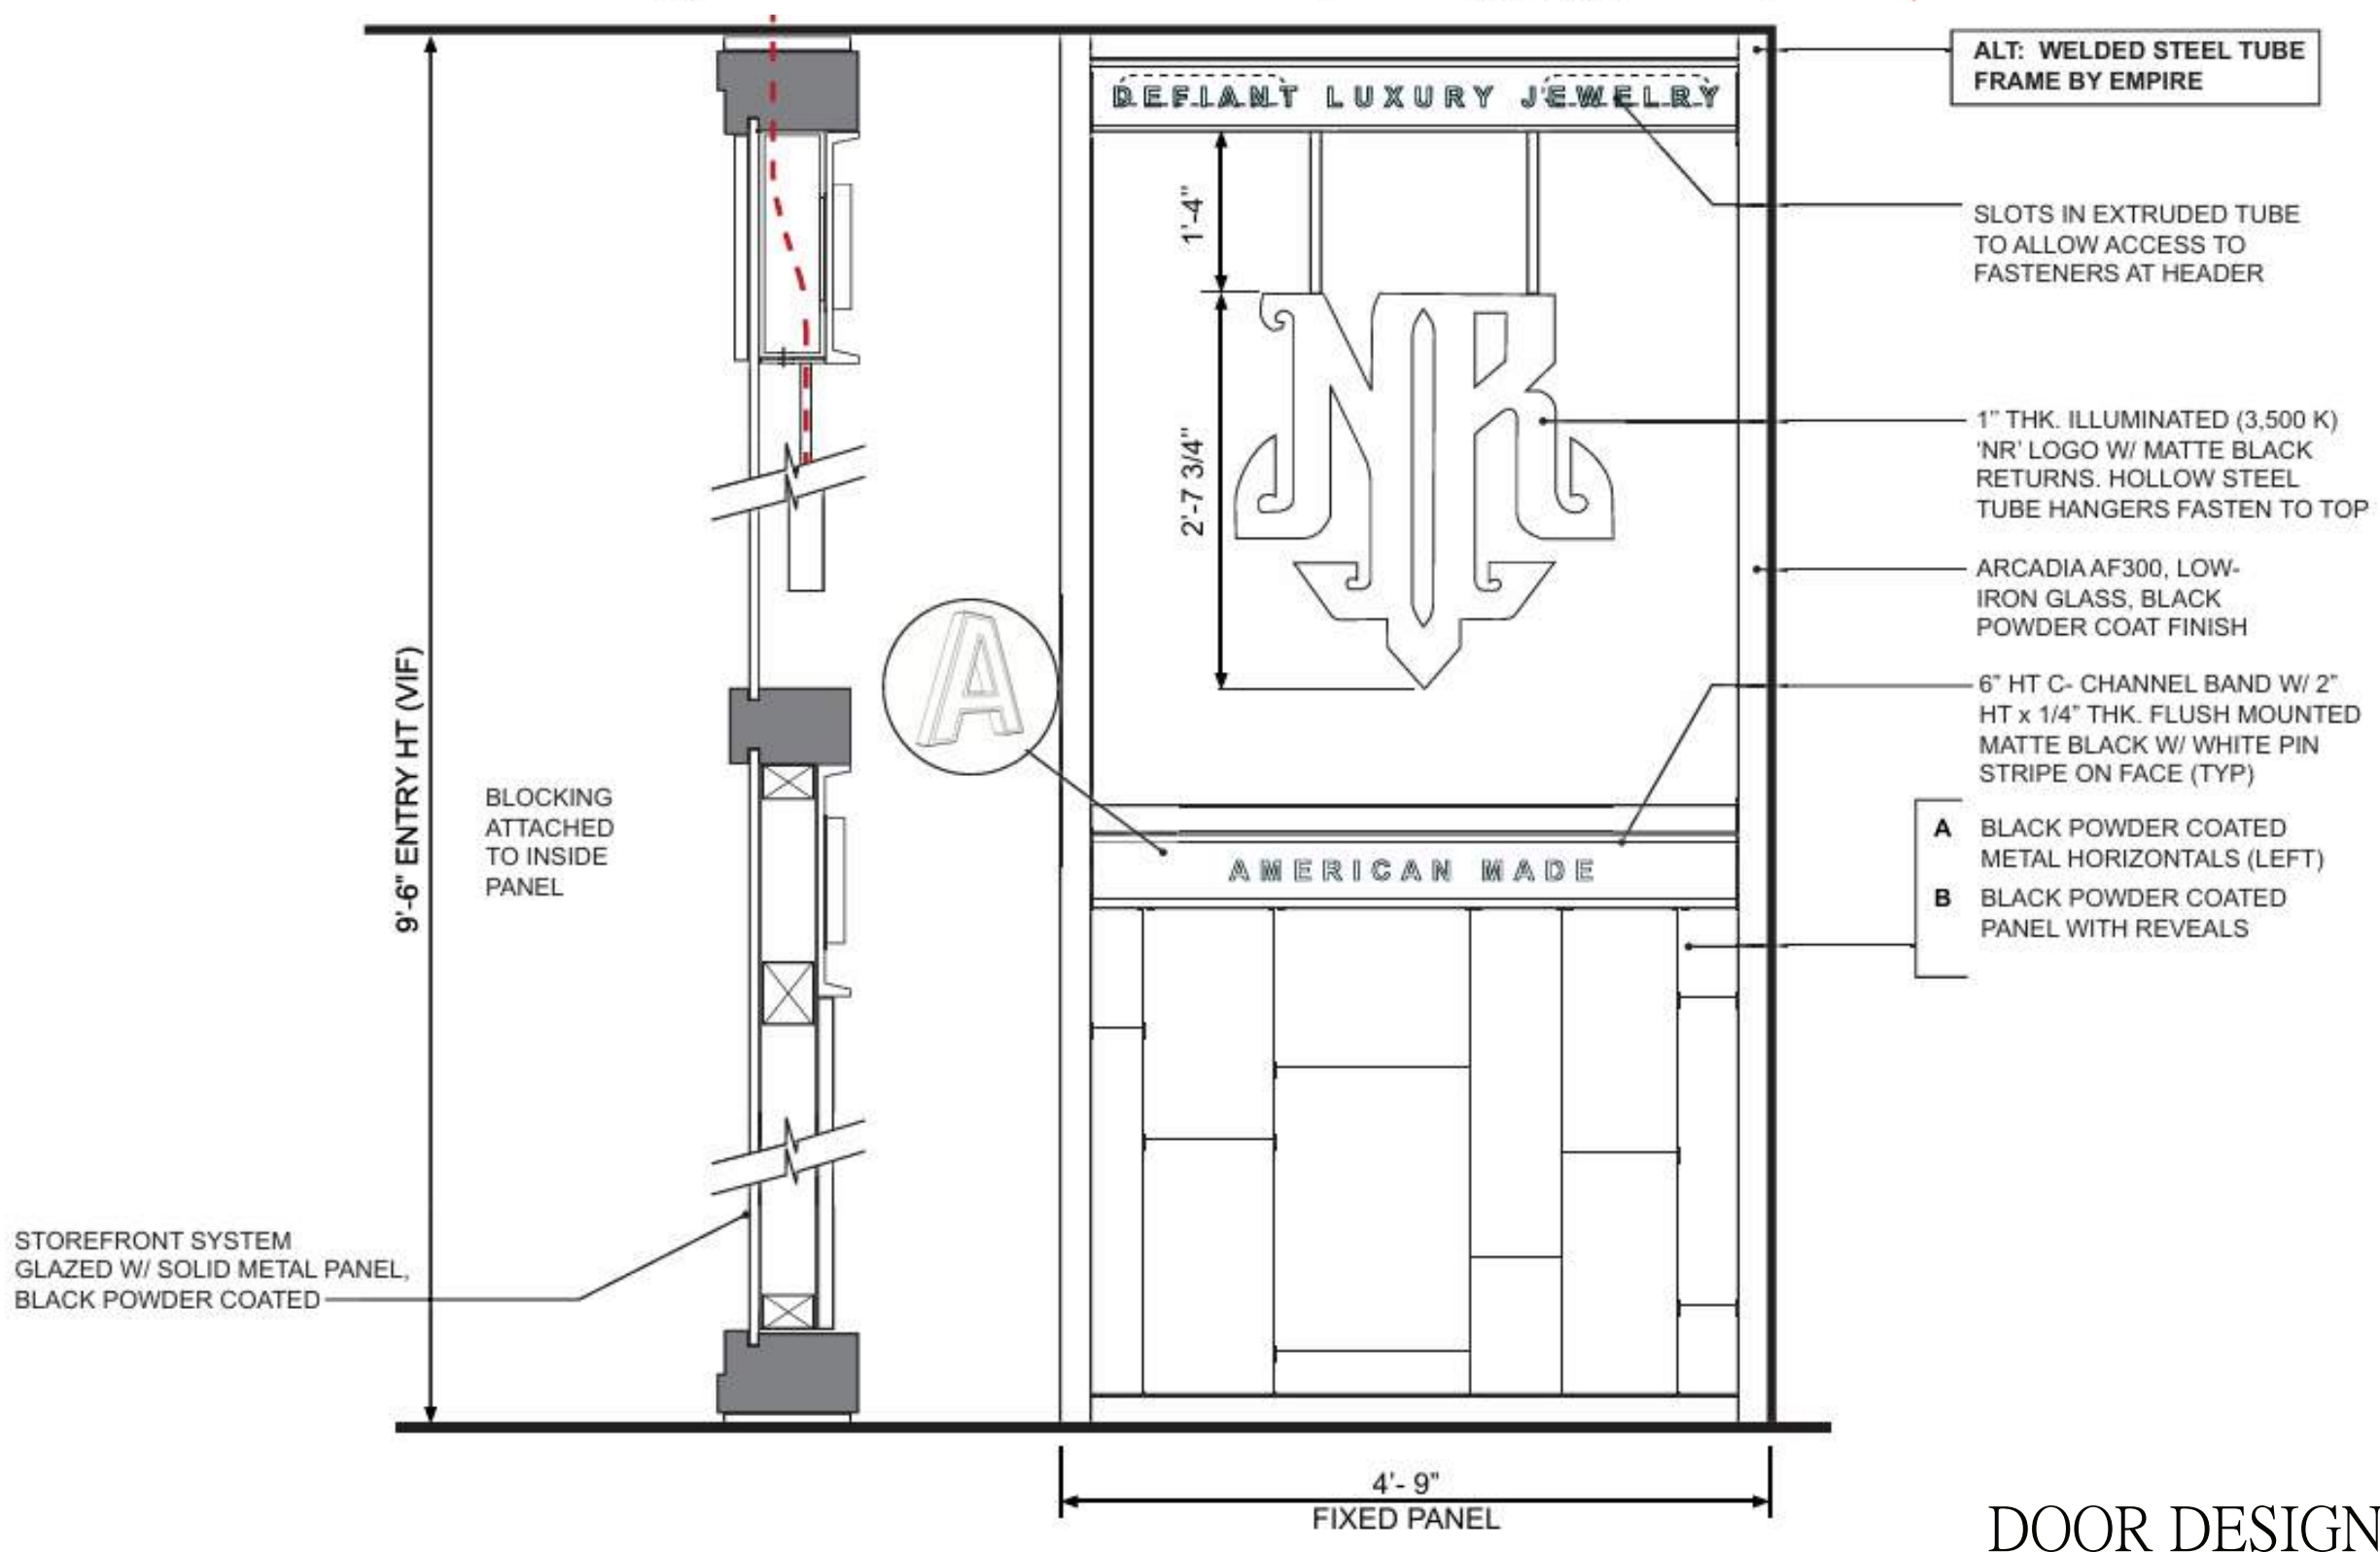 ALT: WELDED STEEL TUBE
FRAME BY EMPIRE
DEFIANT LUXURY JEWELRY
SLOTS IN EXTRUDED TUBE
TO ALLOW ACCESS TO
FASTENERS AT HEADER
1'-4"
NR
1” THK. ILLUMINATED (3,500 K)
‘NR’ LOGO W/ MATTE BLACK
RETURNS. HOLLOW STEEL
TUBE HANGERS FASTEN TO TOP
2'-7 3/4"
ARCADIA AF300, LOW-
IRON GLASS, BLACK
POWDER COAT FINISH
A
6” HT C- CHANNEL BAND W/ 2”
HT x 1/4” THK. FLUSH MOUNTED
MATTE BLACK W/ WHITE PIN
STRIPE ON FACE (TYP)
9'-6" ENTRY HT (VIF)
BLOCKING
ATTACHED
TO INSIDE
PANEL
AMERICAN MADE
A BLACK POWDER COATED
METAL HORIZONTALS (LEFT)
B BLACK POWDER COATED
PANEL WITH REVEALS
STOREFRONT SYSTEM
GLAZED W/ SOLID METAL PANEL,
BLACK POWDER COATED
4'- 9"
FIXED PANEL
DOOR DESIGN